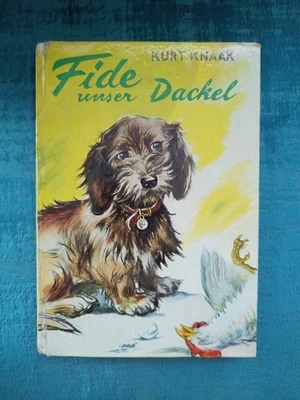 KURT KNAAK
Fide
unser Dackel